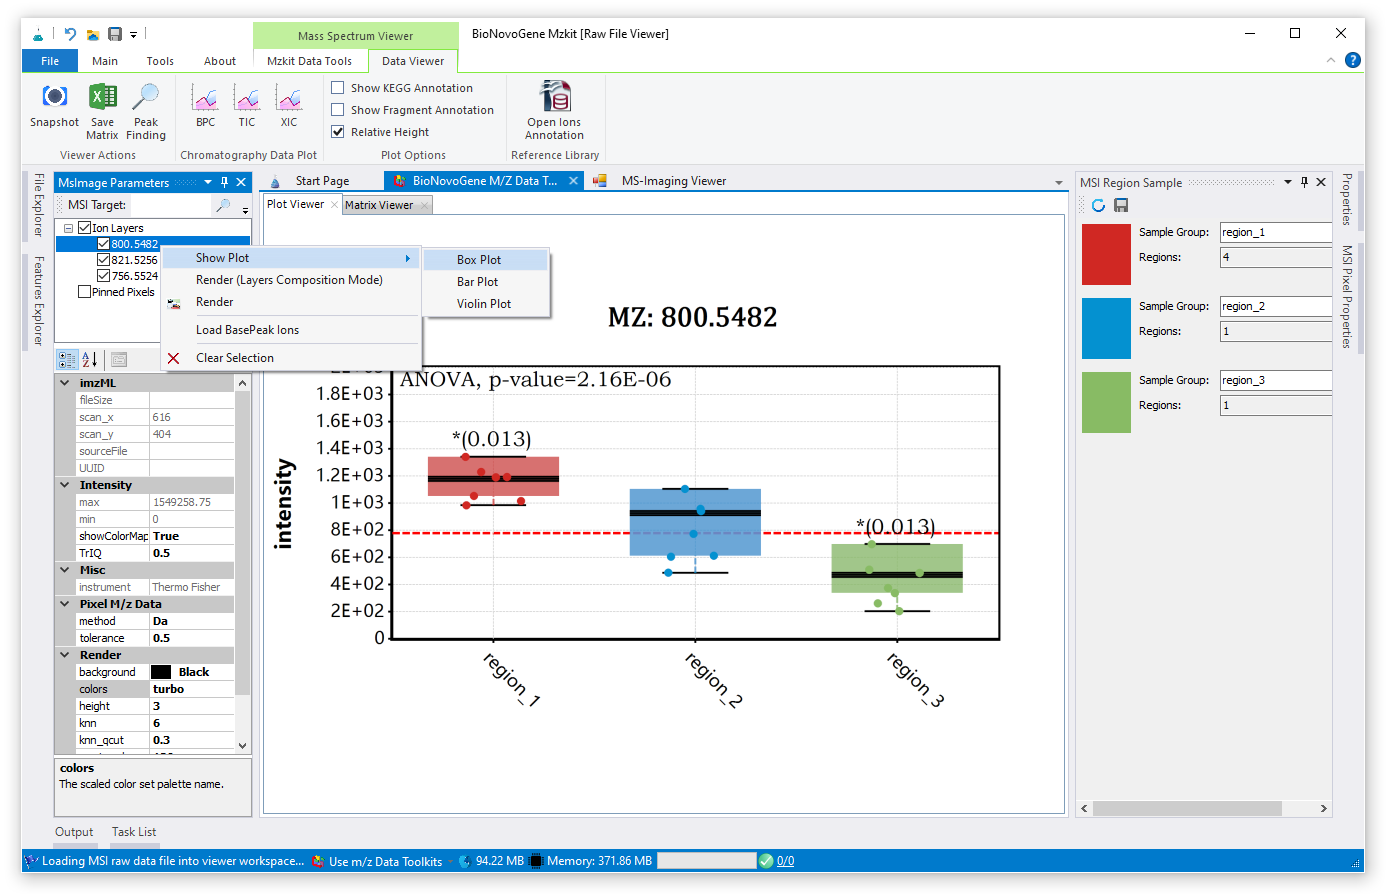 Mass Spectrum Viewer
BioNovoGene Mzkit [Raw File Viewer]
File
Main
Tools
About
Mzkit Data Tools
Data Viewer
Snapshot
Save Matrix
Peak Finding
Viewer Actions
BPC
TIC
XIC
Chromatography Data Plot
Show KEGG Annotation
Show Fragment Annotation
Relative Height
Plot Options
Open Ions
Annotation
Reference Library
File Explorer
Features Explorer
MsImage Parameters
MSI Target:
Ion Layers
800.5482
821.5256
756.5524
Pinned Pixels
Show Plot
Render (Layers Composition Mode)
Render
Load BasePeak Ions
Clear Selection
Box Plot
Bar Plot
Violin Plot
imzML
fileSize
scan_x 616
scan_y 404
sourceFile
UUID
Intensity
max 1549258.75
min 0
showColorMap True
TrIQ 0.5
Misc
instrument Thermo Fisher
Pixel M/z Data
method Da
tolerance 0.5
Render
background Black
colors turbo
height 3
knn 6
knn_qcut 0.3
colors
The scaled color set palette name.
Output
Task List
Start Page
BioNovoGene M/Z Data T...
MS-Imaging Viewer
Plot Viewer
Matrix Viewer
MZ: 800.5482
ANOVA, p-value=2.16E-06
1.8E+03
1.6E+03
1.4E+03
1.2E+03
1E+03
8E+02
6E+02
4E+02
2E+02
0
intensity
*(0.013)
*(0.013)
region_1
region_2
region_3
MSI Region Sample
Sample Group: region_1
Regions: 4
Sample Group: region_2
Regions: 1
Sample Group: region_3
Regions: 1
Properties
MSI Pixel Properties
Loading MSI raw data file into viewer workspace...
Use m/z Data Toolkits
94.22 MB
Memory: 371.86 MB
0/0